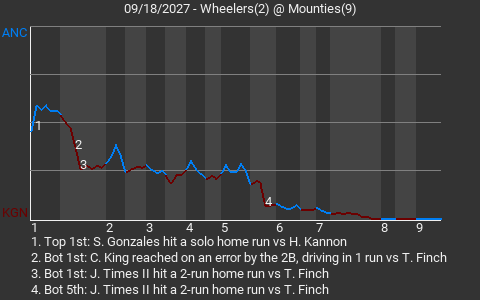 09/18/2027 - Wheelers(2) @ Mounties(9)
ANC
1
2
3
4
KGN
1 2 3 4 5 6 7 8 9
1. Top 1st: S. Gonzales hit a solo home run vs H. Kannon
2. Bot 1st: C. King reached on an error by the 2B, driving in 1 run vs T. Finch
3. Bot 1st: J. Times II hit a 2-run home run vs T. Finch
4. Bot 5th: J. Times II hit a 2-run home run vs T. Finch